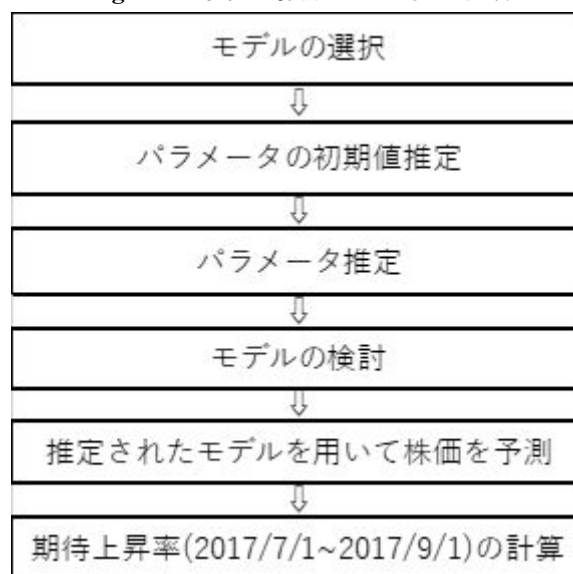 モデルの選択
⇩
パラメータの初期値推定
⇩
パラメータ推定
⇩
モデルの検討
⇩
推定されたモデルを用いて株価を予測
⇩
期待上昇率(2017/7/1~2017/9/1)の計算